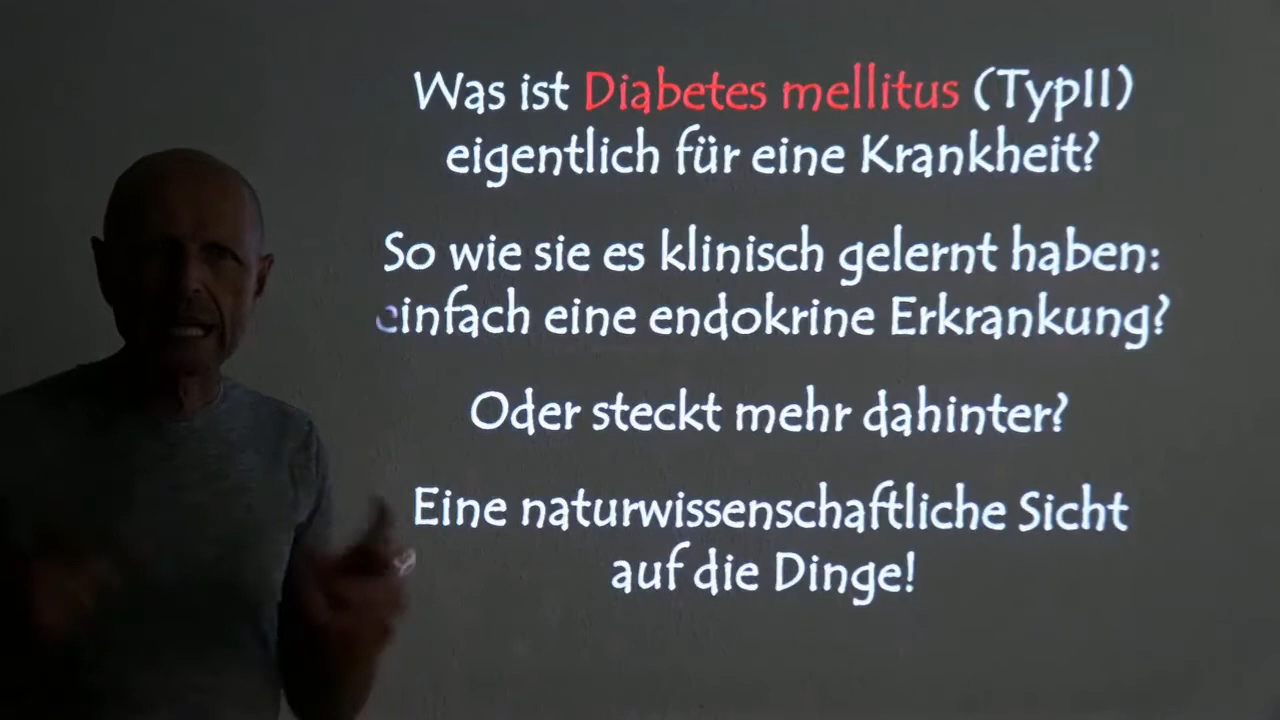 Was ist Diabetes mellitus (TypII)
eigentlich für eine Krankheit?
So wie sie es klinisch gelernt haben:
einfach eine endokrine Erkrankung?
Oder steckt mehr dahinter?
Eine naturwissenschaftliche Sicht
auf die Dinge!